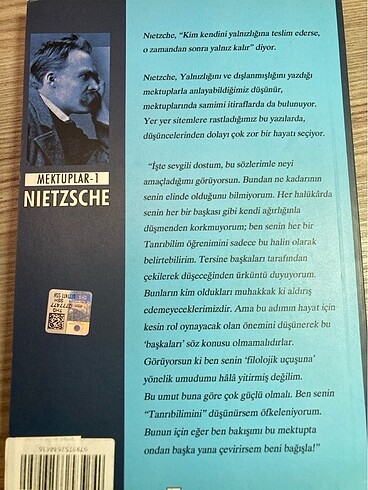 Nıetzche, "Kim kendini yalnızlığına teslim ederse,
o zamandan sonra yalnız kalır" diyor.
Nıetzche, Yalnızlığını ve dışlanmışlığını yazdığı
mektuplarla anlayabildiğimiz düşünür,
mektuplarında samimi itiraflarda da bulunuyor.
Yer yer sitemlere rastladığımız bu yazılarda,
düşüncelerinden dolayı çok zor bir hayatı seçiyor.
"İşte sevgili dostum, bu sözlerimle neyi
amaçladığımı görüyorsun. Bundan ne kadarının
senin elinde olduğunu bilmiyorum. Her halükârda
senin her bir başkası gibi kendi ağırlığınla
düşmenden korkmuyorum; ben senin her bir
Tanrıbilim öğrenimini sadece bu halin olarak
belirtebilirim. Tersine başkaları tarafından
çekilerek düşeceğinden ürküntü duyuyorum.
Bunların kim oldukları muhakkak ki aldırış
edemeyeceklerimizdir. Ama bu adımın hayat için
kesin rol oynayacak olan önemini düşünerek bu
'başkaları' söz konusu olmamalıdırlar.
Görüyorsun ki ben senin 'filolojik uçuşuna'
yönelik umudumu hâlâ yitirmiş değilim.
Bu umut buna göre çok güçlü olmalı. Ben senin
"Tanrıbilimini" düşünürsem öfkeleniyorum.
Bunun için eğer ben bakışımı bu mektupta
ondan başka yana çevirirsem beni bağışla!"
MEKTUPLAR-1
NIETZSCHE